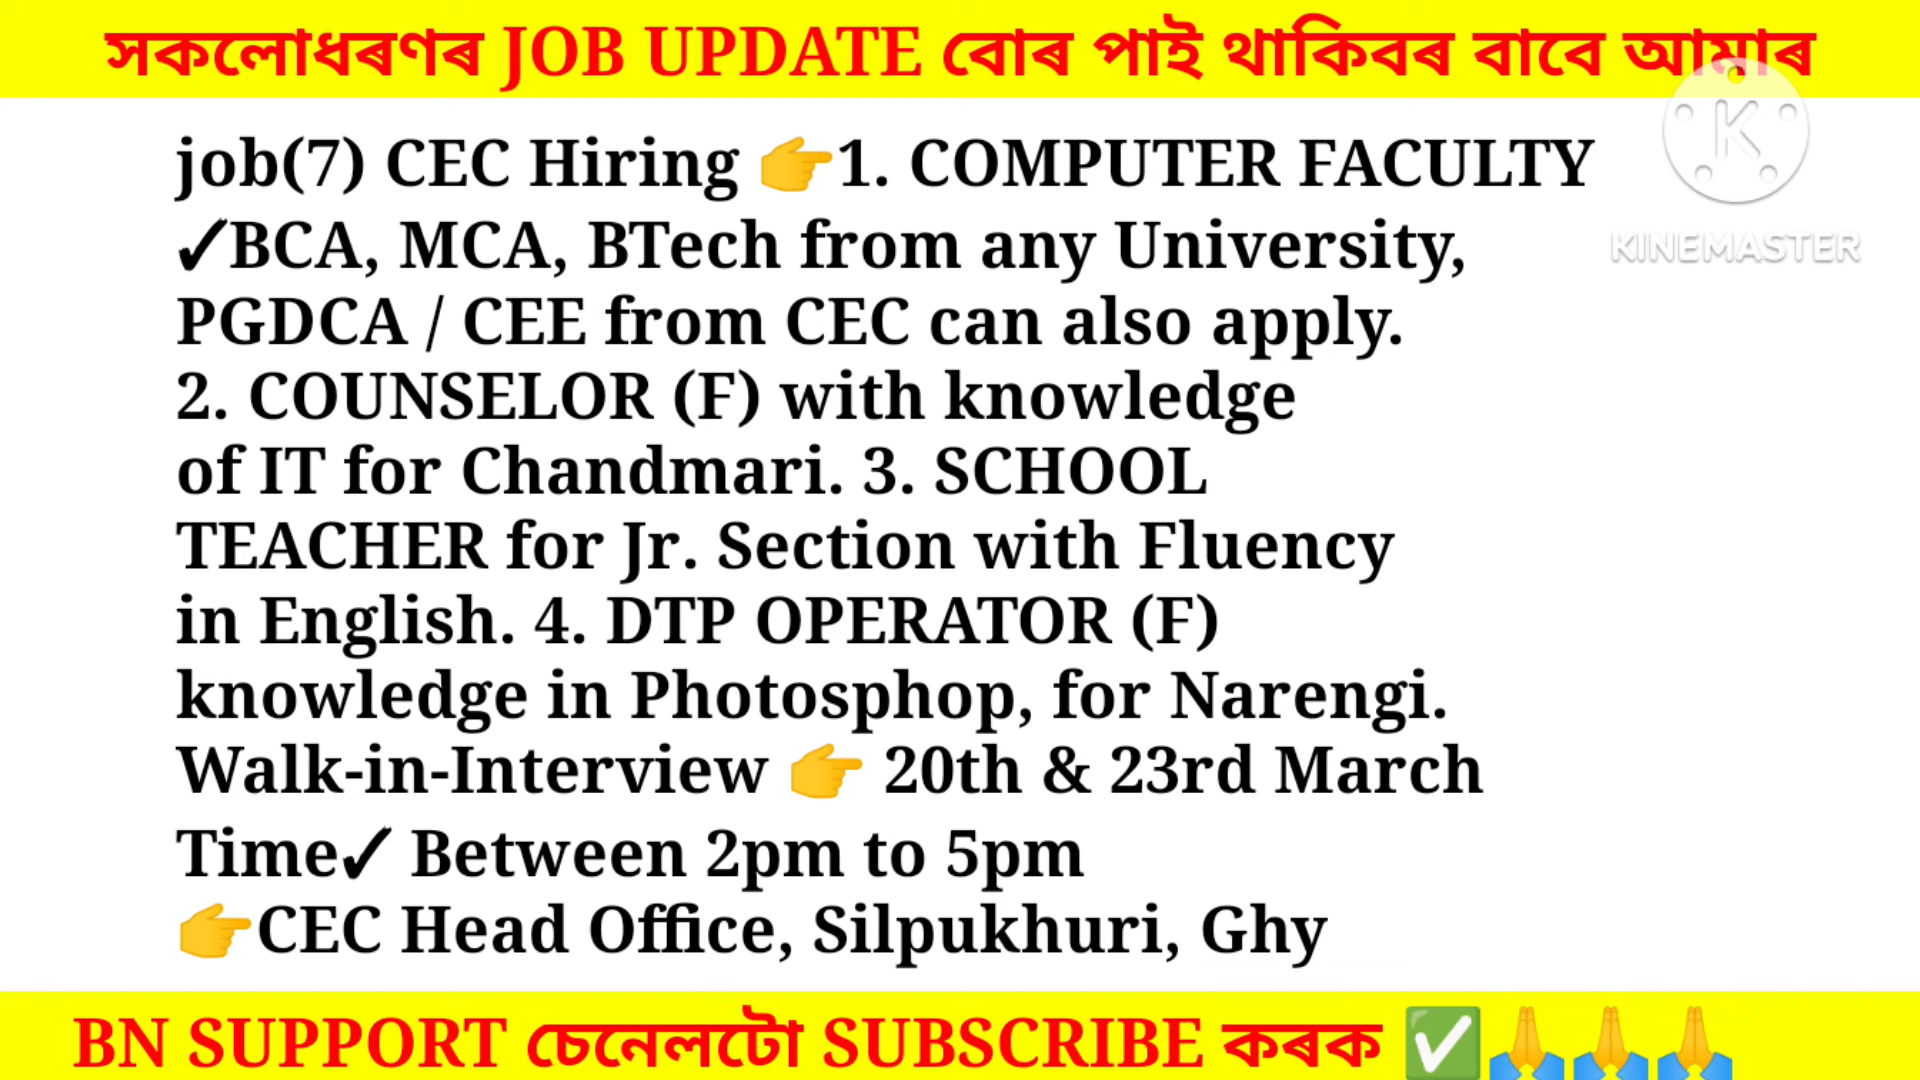 সকলোধৰণৰ JOB UPDATE বোৰ পাই থাকিবৰ বাবে আমাৰ
job(7) CEC Hiring 👉1. COMPUTER FACULTY
✓BCA, MCA, BTech from any University,
PGDCA / CEE from CEC can also apply.
2. COUNSELOR (F) with knowledge
of IT for Chandmari. 3. SCHOOL
TEACHER for Jr. Section with Fluency
in English. 4. DTP OPERATOR (F)
knowledge in Photosphop, for Narengi.
Walk-in-Interview 👉 20th & 23rd March
Time✓ Between 2pm to 5pm
👉CEC Head Office, Silpukhuri, Ghy
K
KINEMASTER
BN SUPPORT চেনেলটো SUBSCRIBE কৰক ✅🙏🙏🙏